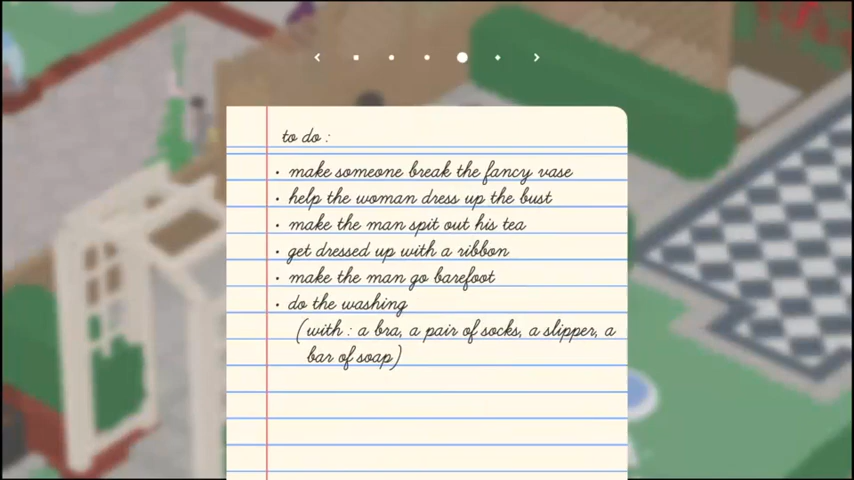 to do :
• make someone break the fancy vase
• help the woman dress up the bust
• make the man spit out his tea
• get dressed up with a ribbon
• make the man go barefoot
• do the washing
(with : a bra, a pair of socks, a slipper, a
bar of soap)